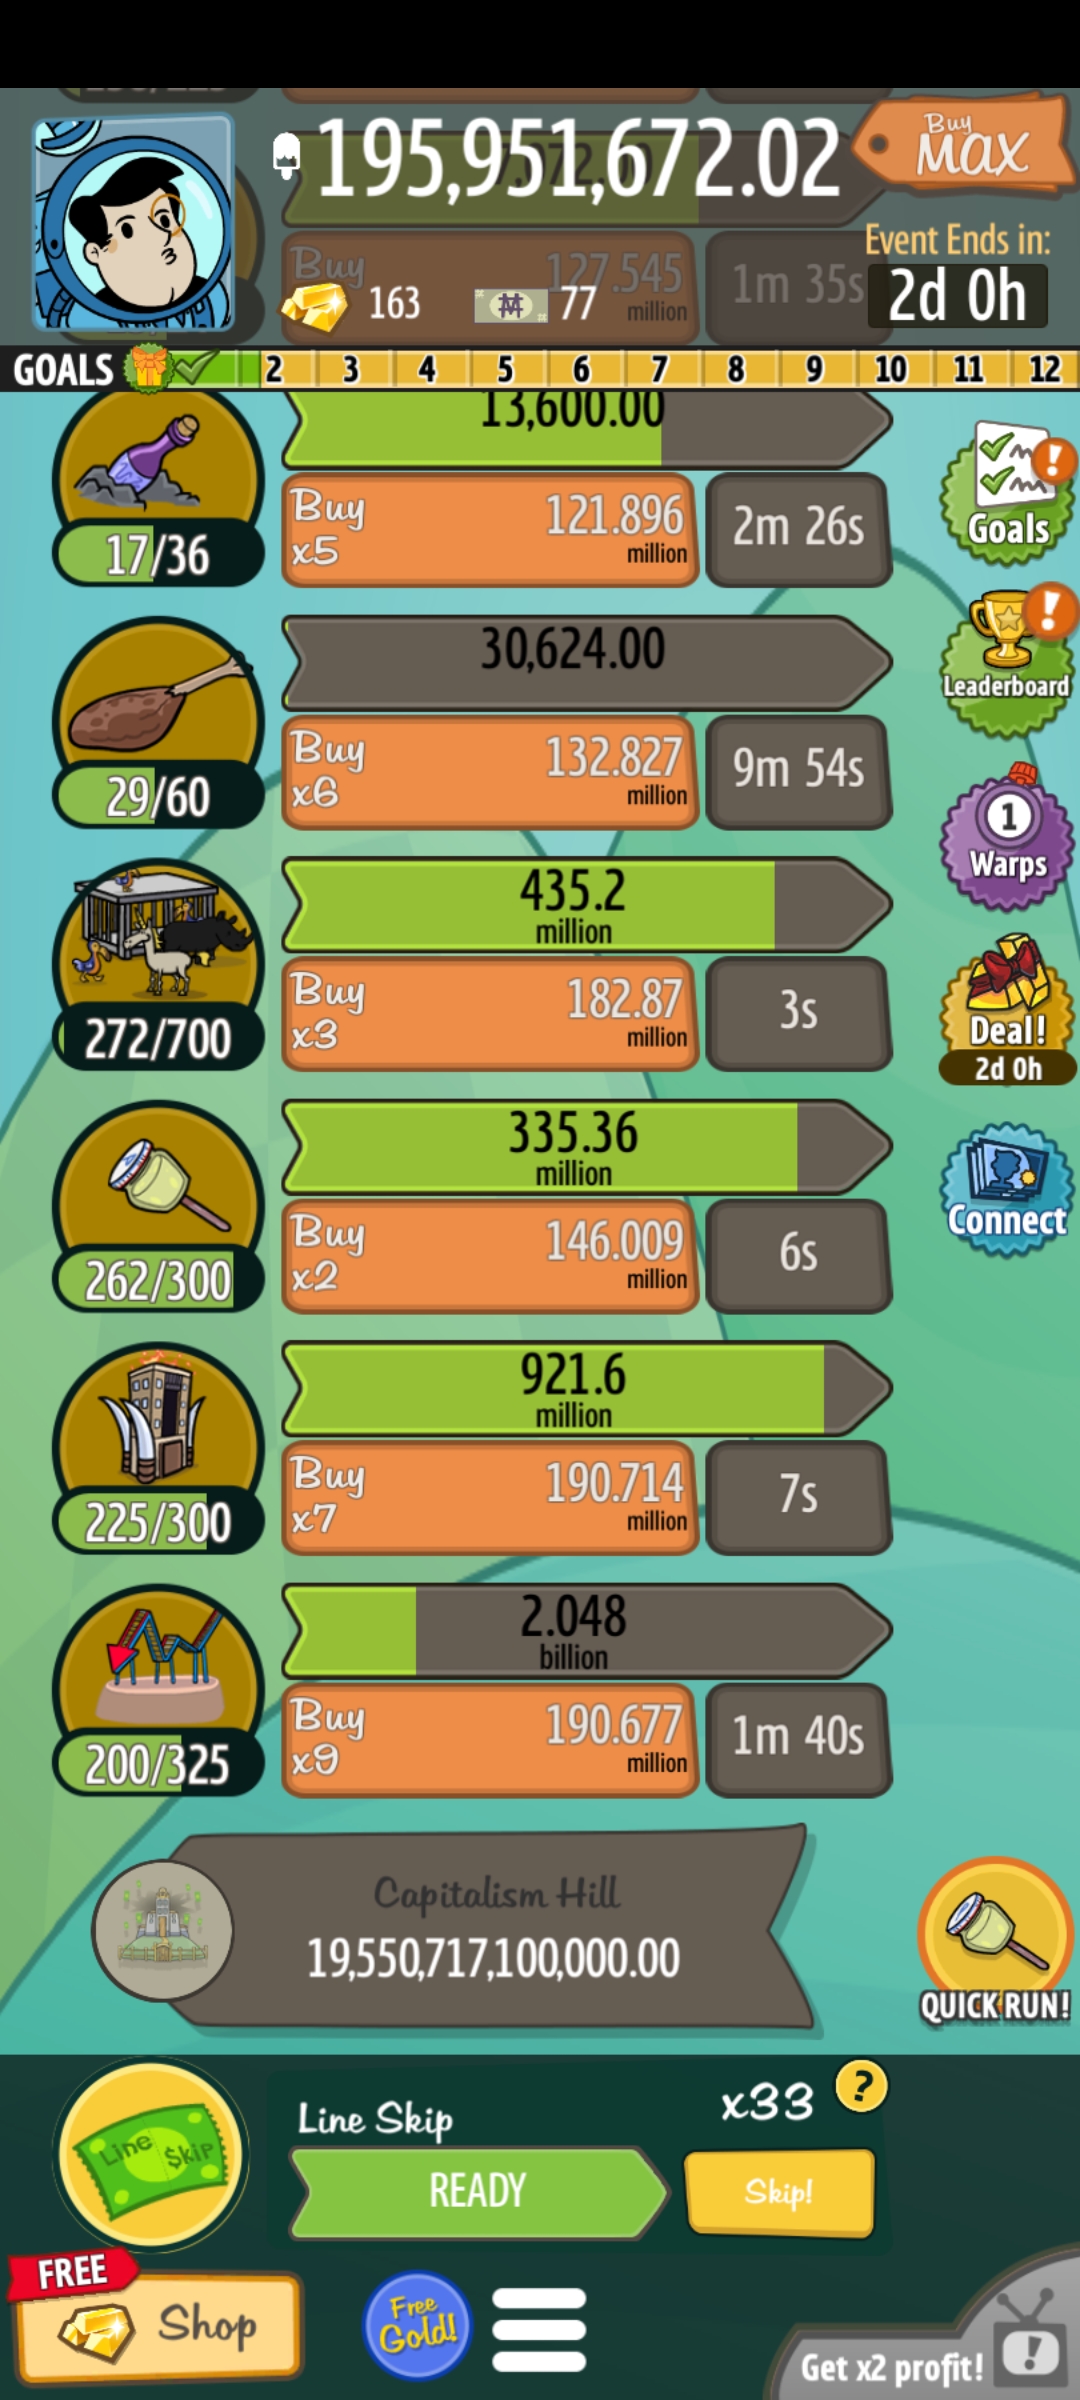 195,951,672.02
Buy
MAX
Event Ends in:
2d 0h
Buy
127.545
million
1m 35s
163
77
GOALS 2 3 4 5 6 7 8 9 10 11 12
13,600.00
17/36
Buy
x5
121.896
million
2m 26s
Goals
30,624.00
29/60
Buy
x6
132.827
million
9m 54s
Leaderboard
1
Warps
435.2
million
272/700
Buy
x3
182.87
million
3s
Deal!
2d 0h
335.36
million
262/300
Buy
x2
146.009
million
6s
Connect
921.6
million
225/300
Buy
x7
190.714
million
7s
2.048
billion
200/325
Buy
x9
190.677
million
1m 40s
Capitalism Hill
19,550,717,100,000.00
QUICK RUN!
Line Skip
x33
?
Line $kip
READY
Skip!
FREE
Shop
Free
Gold!
Get x2 profit!